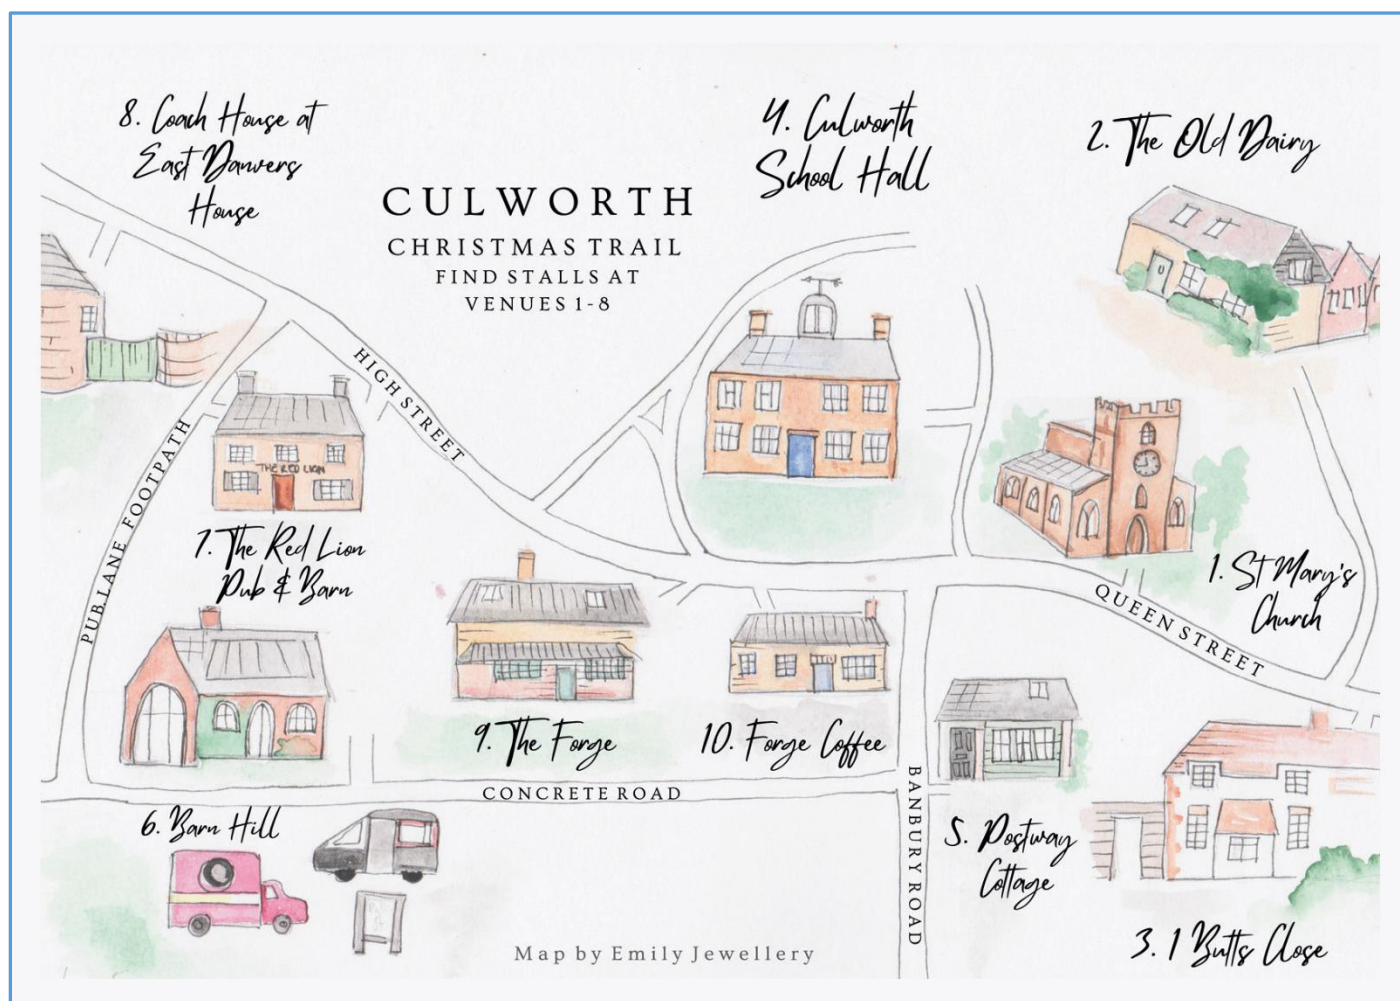 8. Coach House at
East Danvers
House
CULWORTH
CHRISTMAS TRAIL
FIND STALLS AT
VENUES 1-8
4. Culworth
School Hall
2. The Old Dairy
HIGH STREET
PUB LANE FOOTPATH
THE RED LION
7. The Red Lion
Pub & Barn
1. St Mary's
Church
QUEEN STREET
9. The Forge
10. Forge Coffee
CONCRETE ROAD
BANBURY ROAD
6. Barn Hill
5. Postway
Cottage
3. 1 Butts Close
Map by Emily Jewellery